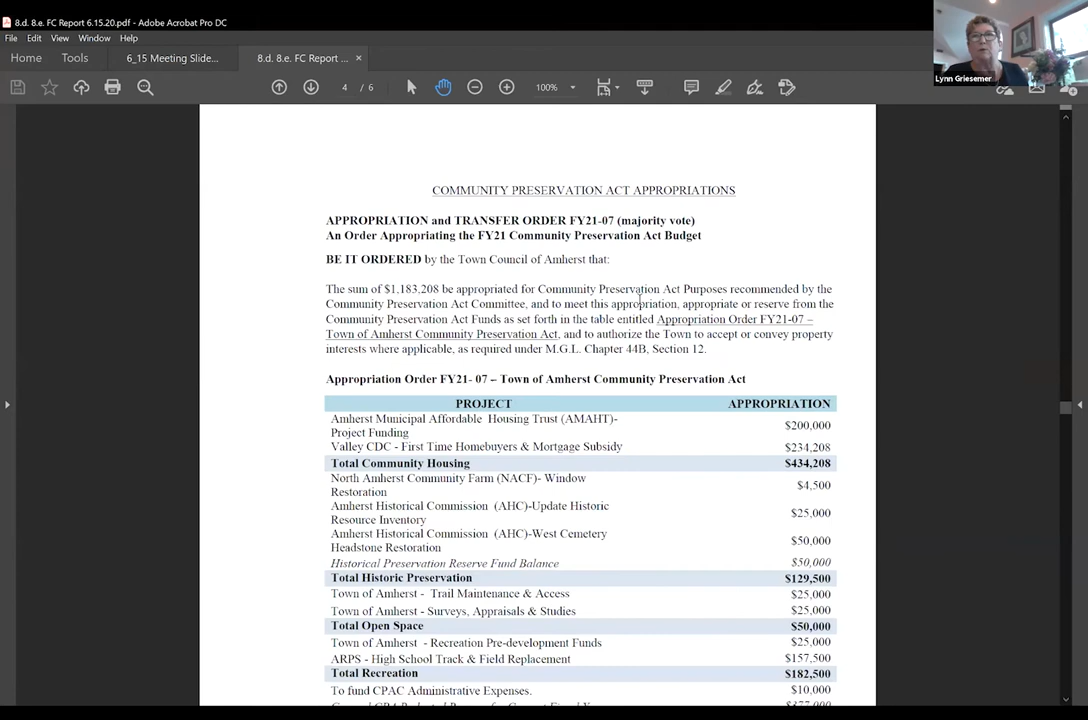 8.d. 8.e. FC Report 6.15.20.pdf - Adobe Acrobat Pro DC
File Edit View Window Help
Home Tools 6_15 Meeting Slide... 8.d. 8.e. FC Report ... ×
4 / 6 100%
Lynn Griesemer
COMMUNITY PRESERVATION ACT APPROPRIATIONS
APPROPRIATION and TRANSFER ORDER FY21-07 (majority vote)
An Order Appropriating the FY21 Community Preservation Act Budget
BE IT ORDERED by the Town Council of Amherst that:
The sum of $1,183,208 be appropriated for Community Preservation Act Purposes recommended by the
Community Preservation Act Committee, and to meet this appropriation, appropriate or reserve from the
Community Preservation Act Funds as set forth in the table entitled Appropriation Order FY21-07 –
Town of Amherst Community Preservation Act, and to authorize the Town to accept or convey property
interests where applicable, as required under M.G.L. Chapter 44B, Section 12.
Appropriation Order FY21- 07 – Town of Amherst Community Preservation Act
PROJECT APPROPRIATION
Amherst Municipal Affordable Housing Trust (AMAHT)-
Project Funding $200,000
Valley CDC - First Time Homebuyers & Mortgage Subsidy $234,208
Total Community Housing $434,208
North Amherst Community Farm (NACF)- Window
Restoration $4,500
Amherst Historical Commission (AHC)-Update Historic
Resource Inventory $25,000
Amherst Historical Commission (AHC)-West Cemetery
Headstone Restoration $50,000
Historical Preservation Reserve Fund Balance $50,000
Total Historic Preservation $129,500
Town of Amherst - Trail Maintenance & Access $25,000
Town of Amherst - Surveys, Appraisals & Studies $25,000
Total Open Space $50,000
Town of Amherst - Recreation Pre-development Funds $25,000
ARPS - High School Track & Field Replacement $157,500
Total Recreation $182,500
To fund CPAC Administrative Expenses. $10,000